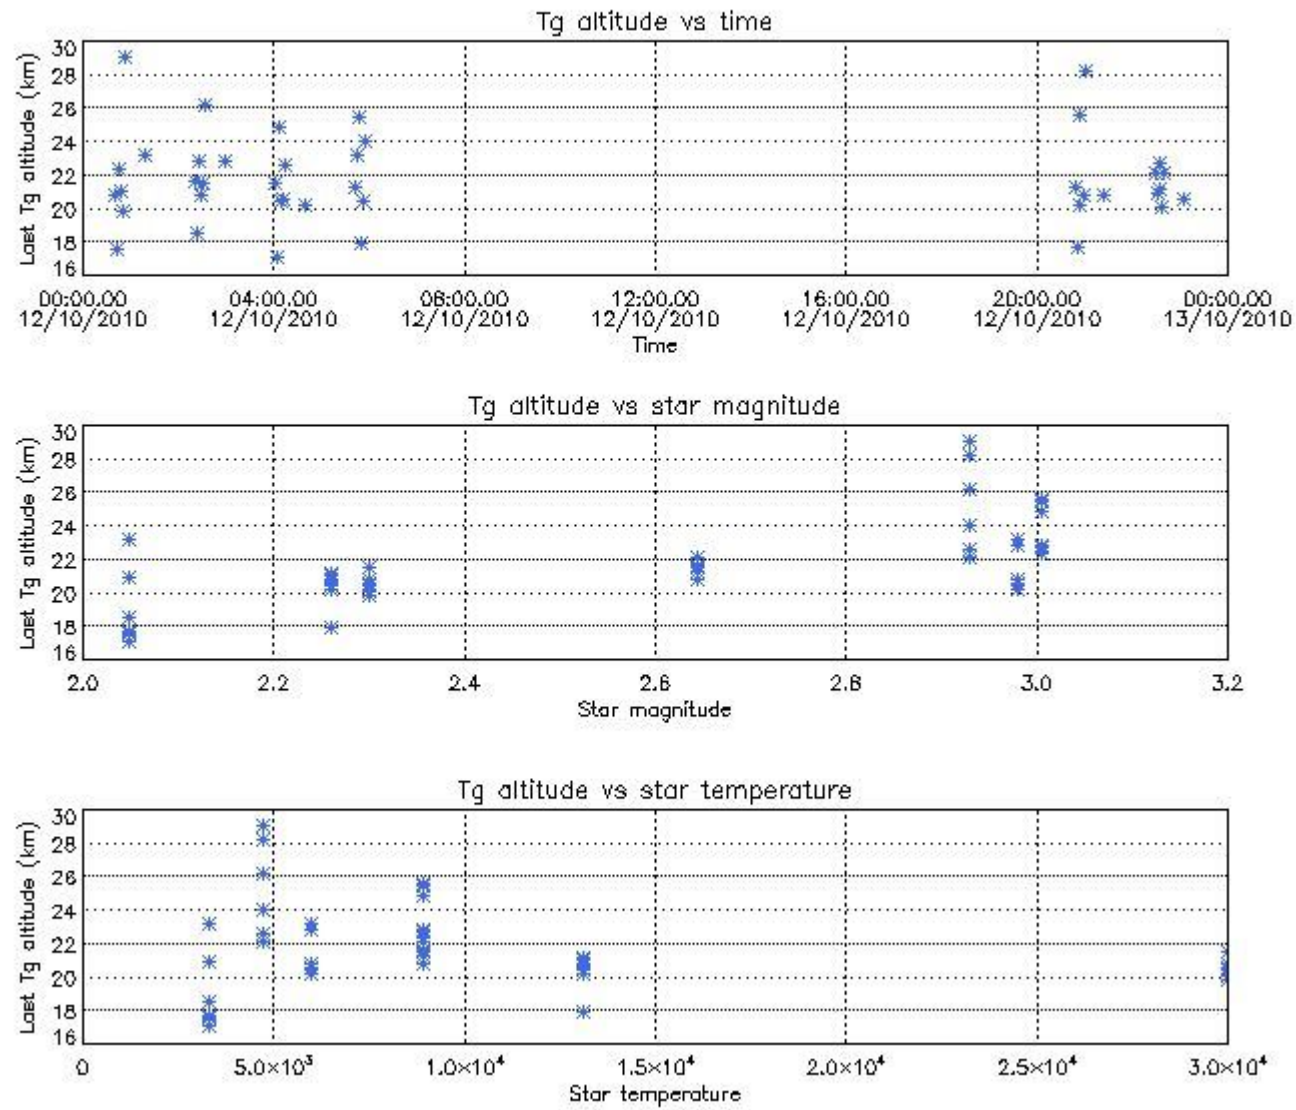 Tg altitude vs time
Last Tg altitude (km)
30
28
26
24
22
20
18
16
00:00.00 04:00.00 08:00.00 12:00.00 16:00.00 20:00.00 00:00.00
12/10/2010 12/10/2010 12/10/2010 12/10/2010 12/10/2010 12/10/2010 13/10/2010
Time
Tg altitude vs star magnitude
Last Tg altitude (km)
30
28
26
24
22
20
18
16
2.0 2.2 2.4 2.6 2.8 3.0 3.2
Star magnitude
Tg altitude vs star temperature
Last Tg altitude (km)
30
28
26
24
22
20
18
16
0 5.0×10³ 1.0×10⁴ 1.5×10⁴ 2.0×10⁴ 2.5×10⁴ 3.0×10⁴
Star temperature